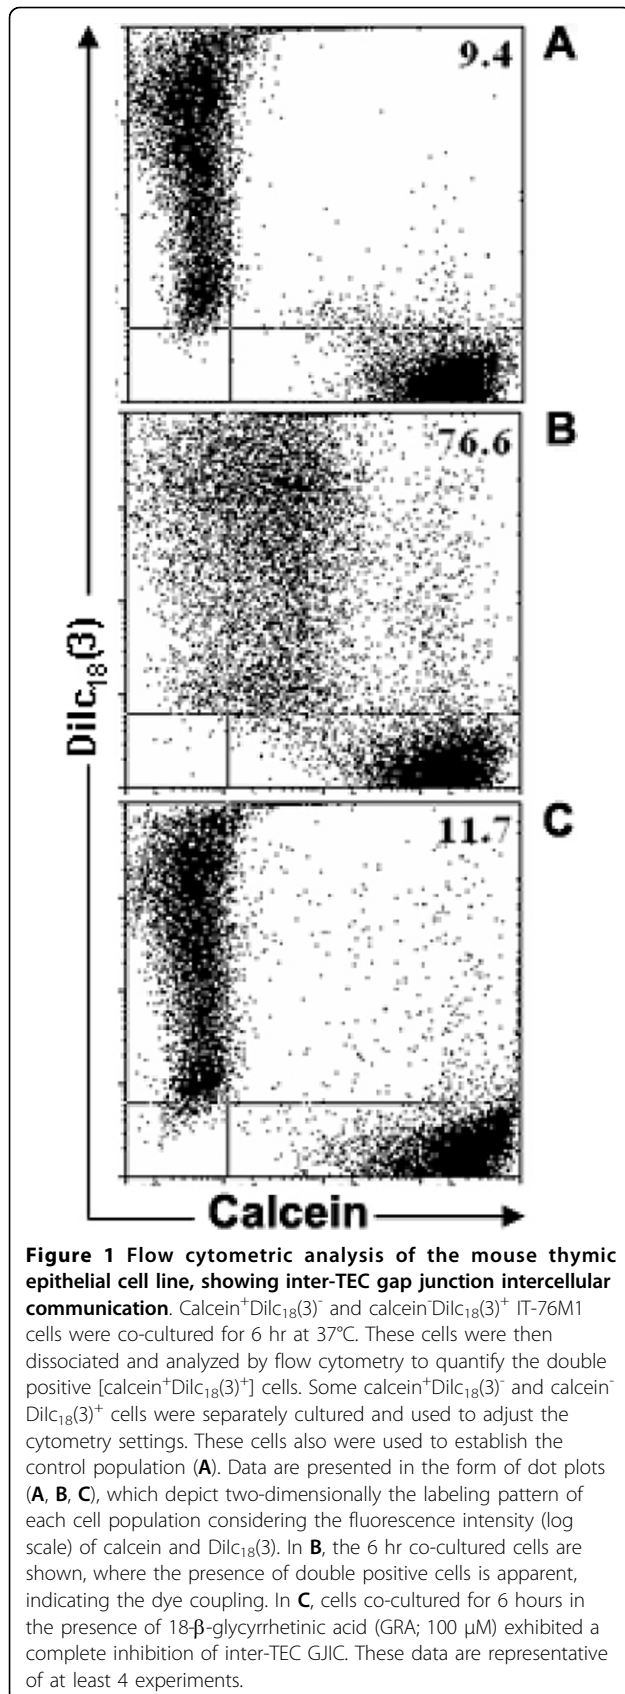 A
9.4
B
76.6
C
11.7
DiIc18(3)
Calcein
Figure 1 Flow cytometric analysis of the mouse thymic
epithelial cell line, showing inter-TEC gap junction intercellular
communication. Calcein⁺DiIc₁₈(3)⁻ and calcein⁻DiIc₁₈(3)⁺ IT-76M1
cells were co-cultured for 6 hr at 37°C. These cells were then
dissociated and analyzed by flow cytometry to quantify the double
positive [calcein⁺DiIc₁₈(3)⁺] cells. Some calcein⁺DiIc₁₈(3)⁻ and calcein⁻
DiIc₁₈(3)⁺ cells were separately cultured and used to adjust the
cytometry settings. These cells also were used to establish the
control population (A). Data are presented in the form of dot plots
(A, B, C), which depict two-dimensionally the labeling pattern of
each cell population considering the fluorescence intensity (log
scale) of calcein and DiIc₁₈(3). In B, the 6 hr co-cultured cells are
shown, where the presence of double positive cells is apparent,
indicating the dye coupling. In C, cells co-cultured for 6 hours in
the presence of 18-β-glycyrrhetinic acid (GRA; 100 μM) exhibited a
complete inhibition of inter-TEC GJIC. These data are representative
of at least 4 experiments.